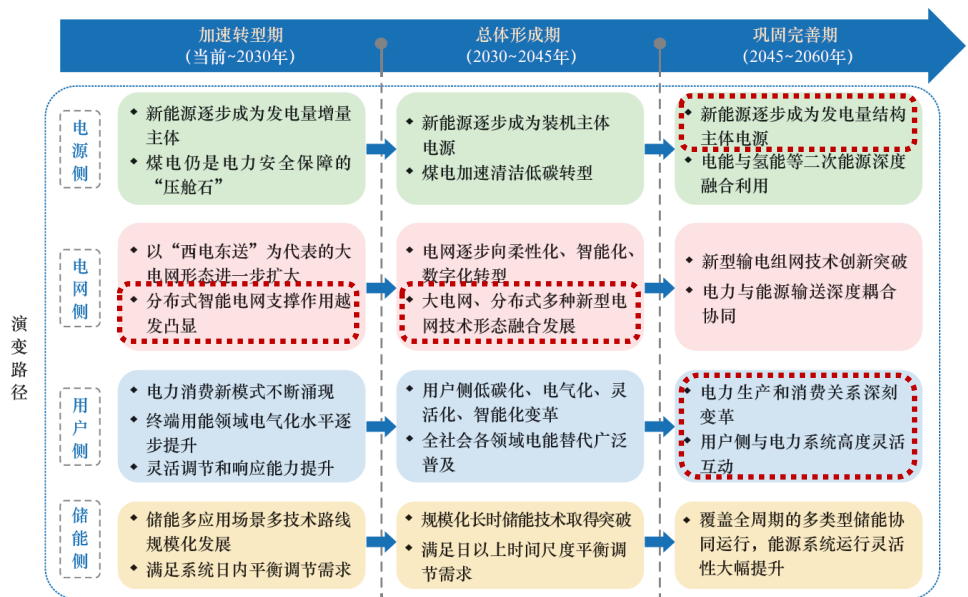 加速转型期
(当前~2030年)
总体形成期
(2030~2045年)
巩固完善期
(2045~2060年)
演变路径
电源侧
新能源逐步成为发电量增量
主体
煤电仍是电力安全保障的
“压舱石”
新能源逐步成为装机主体
电源
煤电加速清洁低碳转型
新能源逐步成为发电量结构
主体电源
电能与氢能等二次能源深度
融合利用
电网侧
以“西电东送”为代表的大
电网形态进一步扩大
分布式智能电网支撑作用越
发凸显
电网逐步向柔性化、智能化、
数字化转型
大电网、分布式多种新型电
网技术形态融合发展
新型输电组网技术创新突破
电力与能源输送深度耦合
协同
用户侧
电力消费新模式不断涌现
终端用能领域电气化水平逐
步提升
灵活调节和响应能力提升
用户侧低碳化、电气化、灵
活化、智能化变革
全社会各领域电能替代广泛
普及
电力生产和消费关系深刻
变革
用户侧与电力系统高度灵活
互动
储能侧
储能多应用场景多技术路线
规模化发展
满足系统日内平衡调节需求
规模化长时储能技术取得突破
满足日以上时间尺度平衡调
节需求
覆盖全周期的多类型储能协
同运行，能源系统运行灵活
性大幅提升